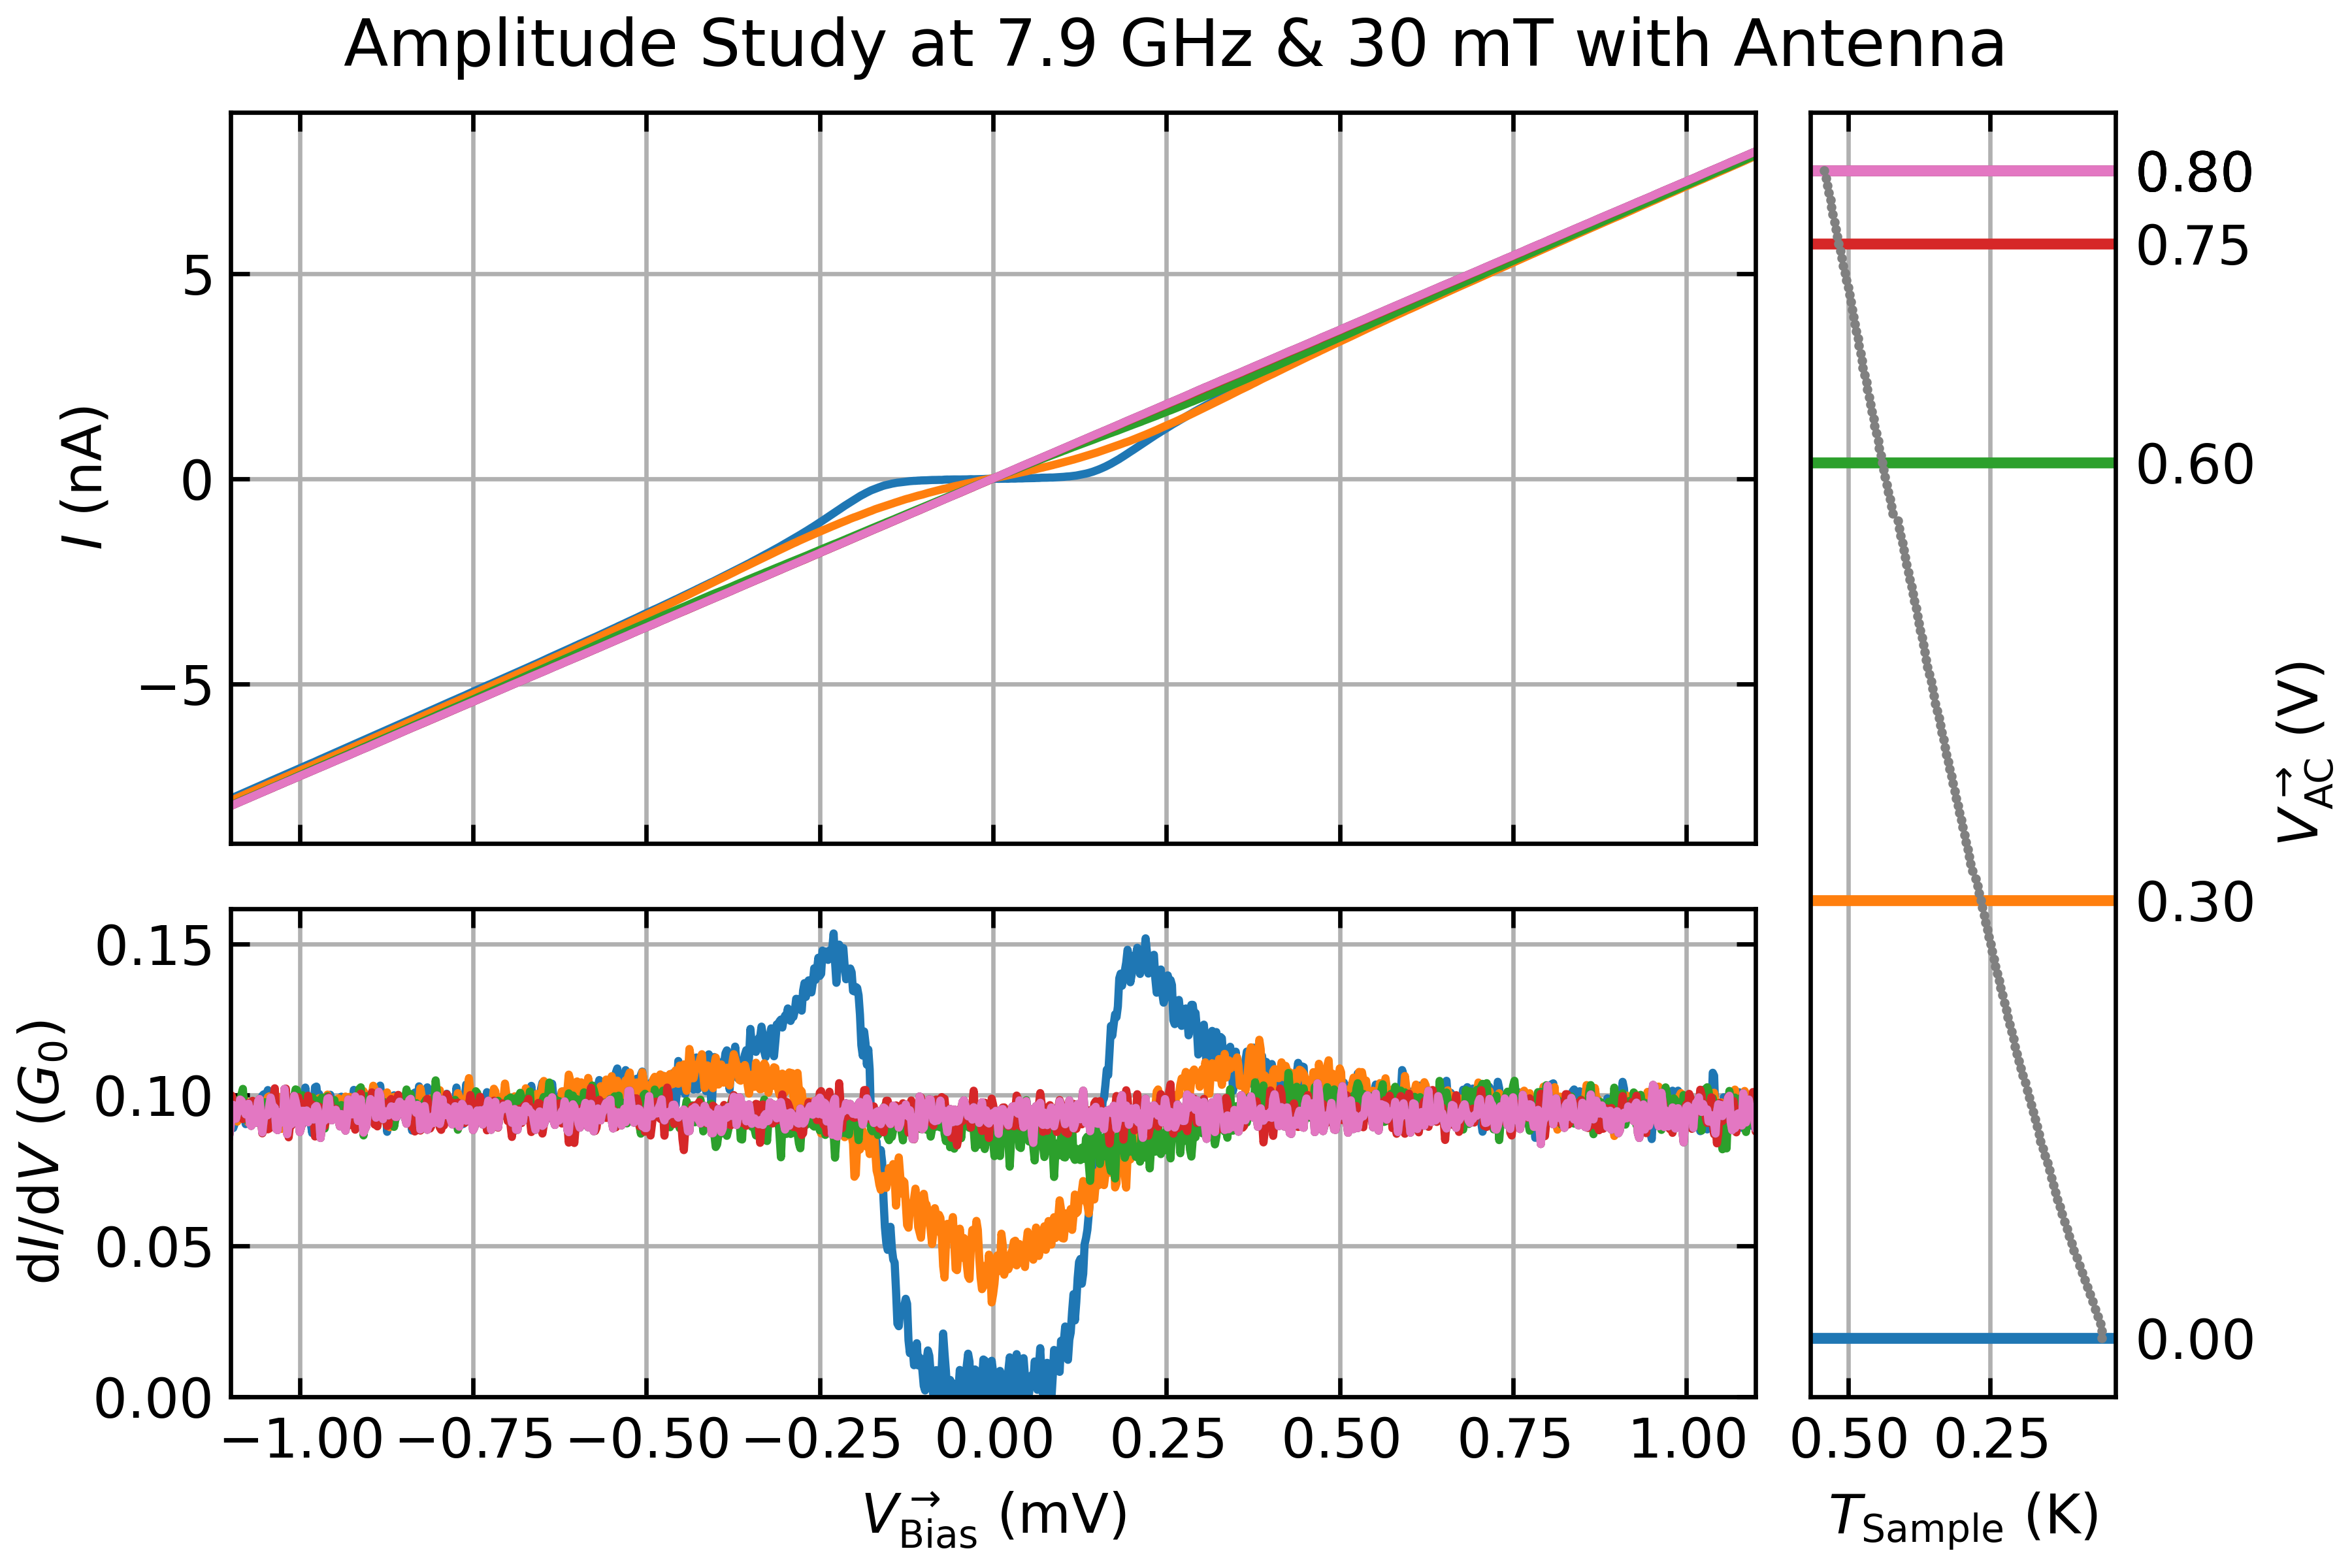 Amplitude Study at 7.9 GHz & 30 mT with Antenna
I (nA)
5
0
−5
dI/dV (G₀)
0.15
0.10
0.05
0.00
−1.00 −0.75 −0.50 −0.25 0.00 0.25 0.50 0.75 1.00
V→Bias (mV)
0.80
0.75
0.60
0.30
0.00
V→AC (V)
0.50 0.25
TSample (K)